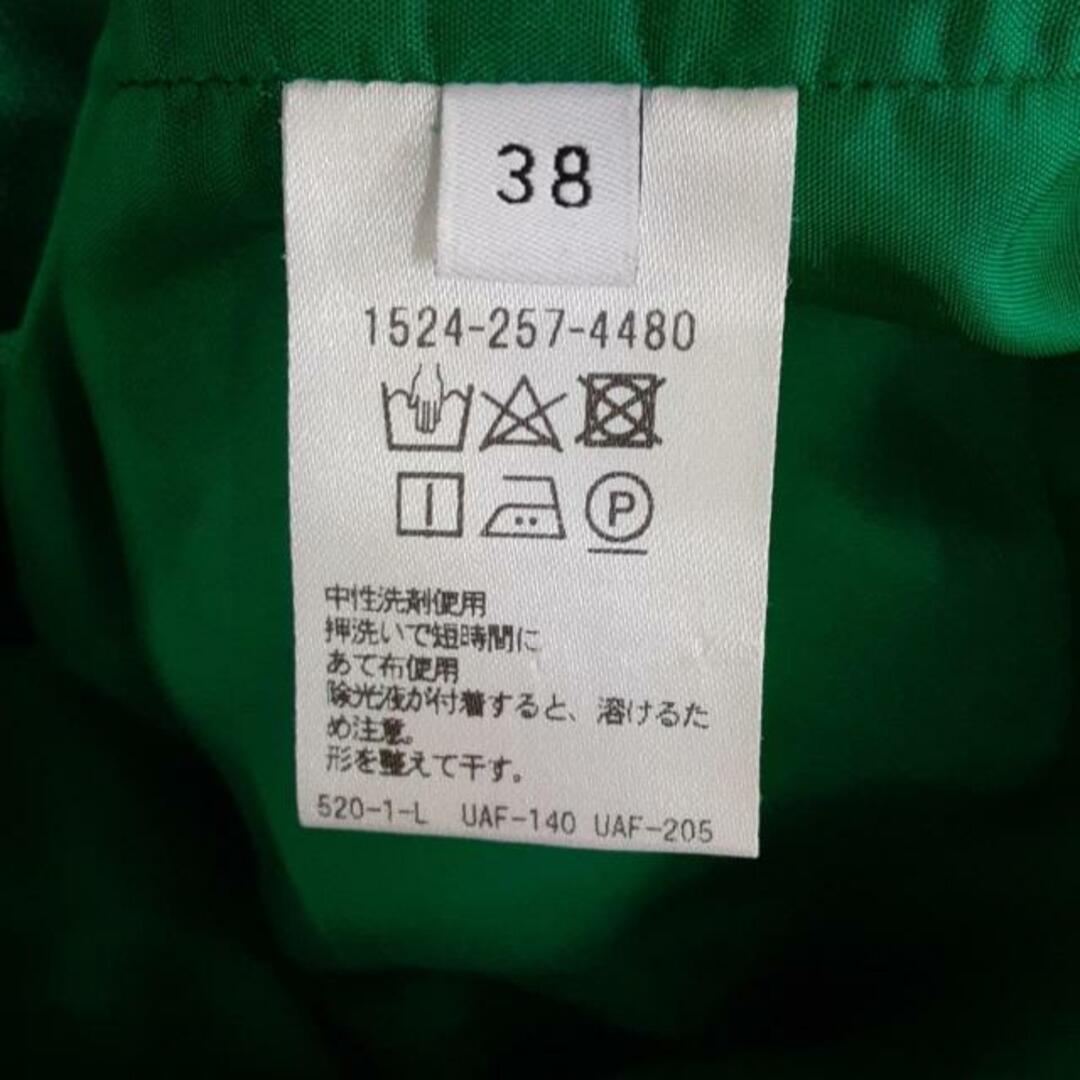 38
1524-257-4480
P
中性洗剤使用
押洗いで短時間に
あて布使用
除光液が付着すると、溶けるた
め注意。
形を整えて干す。
520-1-L UAF-140 UAF-205